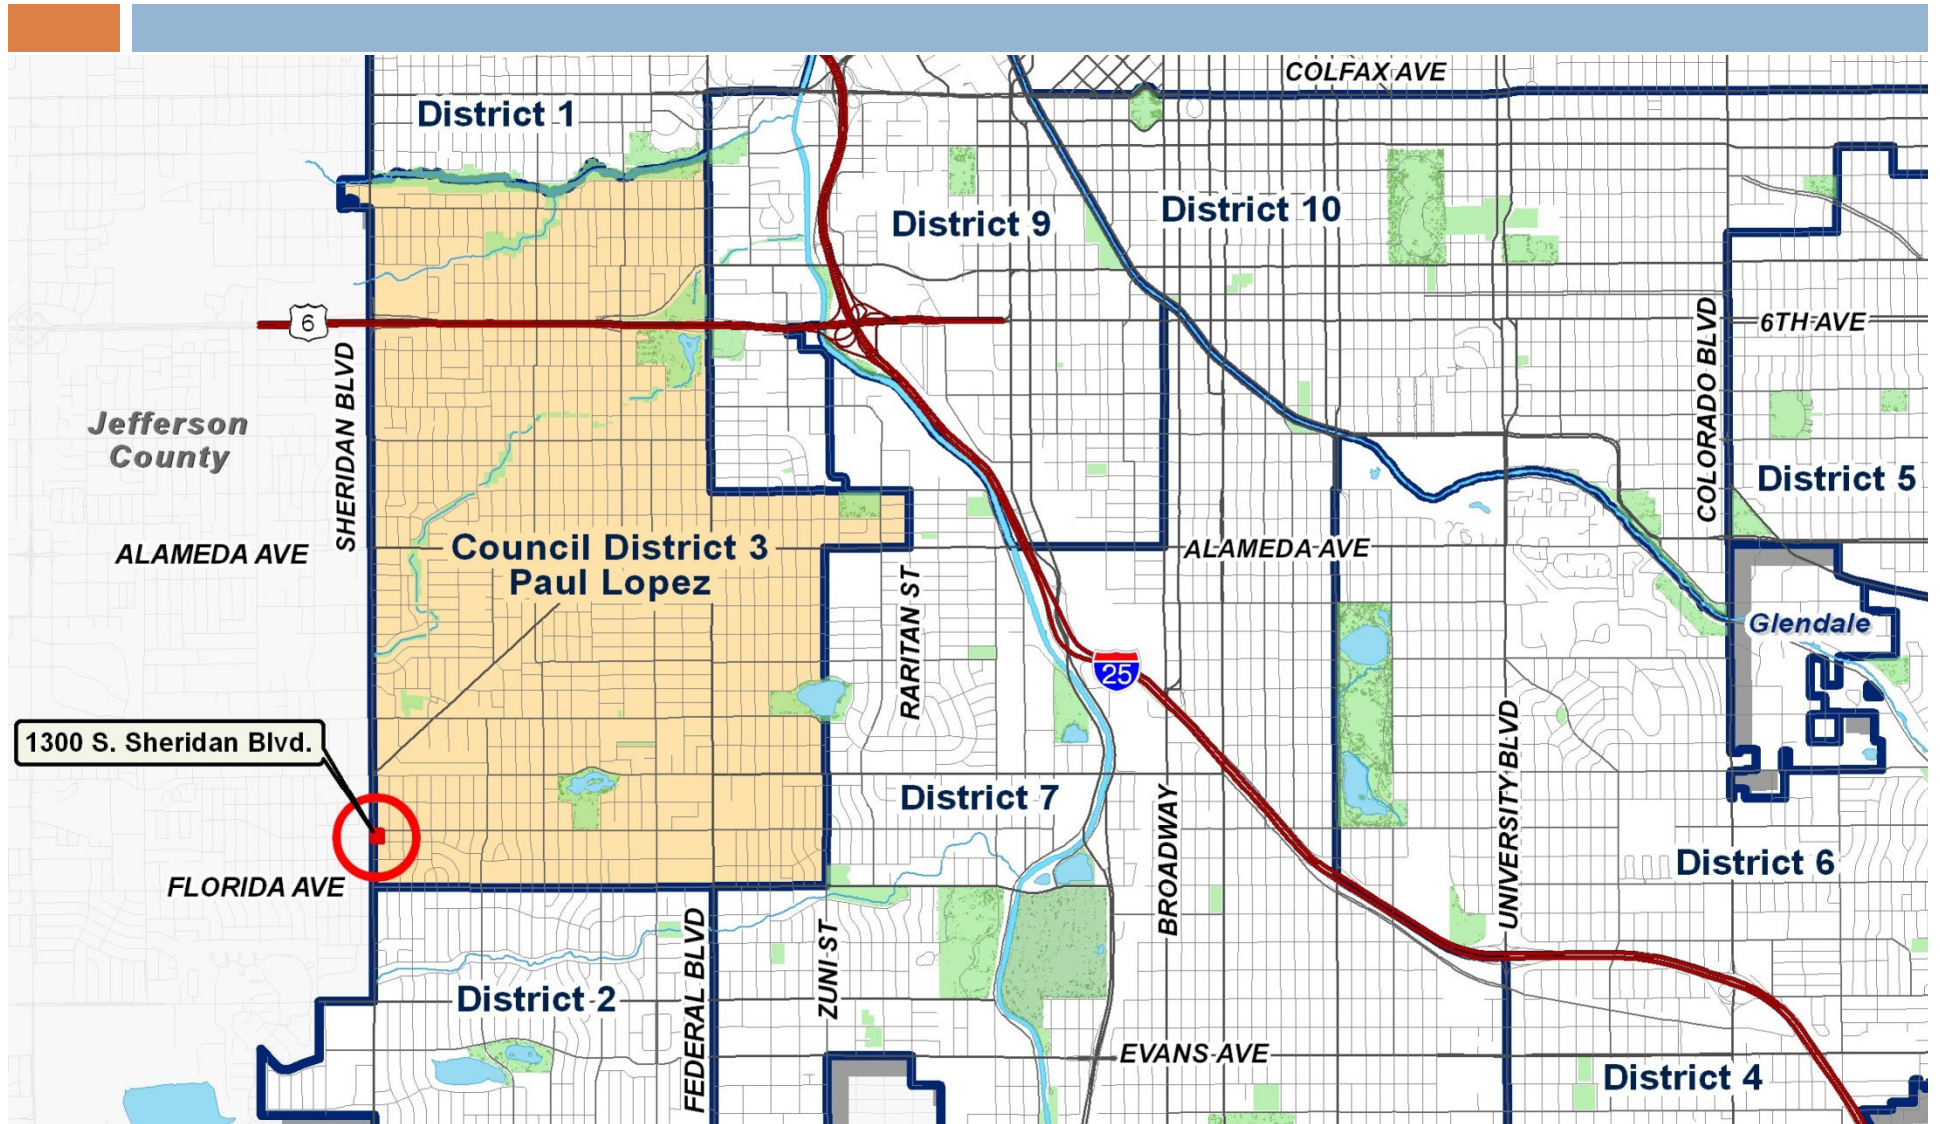 COLFAX AVE
District 1
District 9
District 10
6
6TH AVE
SHERIDAN BLVD
COLORADO BLVD
Jefferson
County
District 5
ALAMEDA AVE
Council District 3
Paul Lopez
ALAMEDA AVE
RARITAN ST
Glendale
25
1300 S. Sheridan Blvd.
UNIVERSITY BLVD
District 7
BROADWAY
District 6
FLORIDA AVE
FEDERAL BLVD
ZUNI ST
District 2
EVANS AVE
District 4